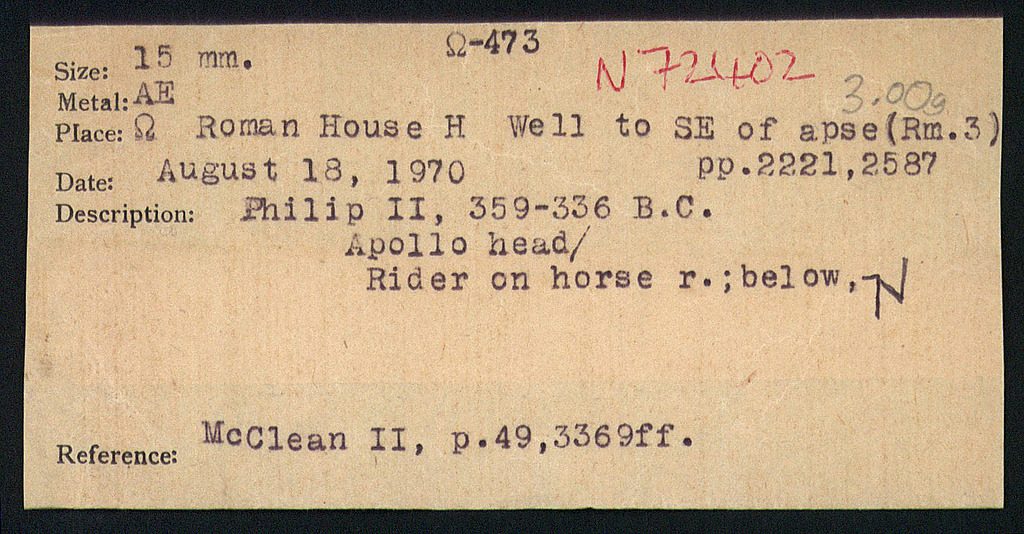 Ω-473
Size: 15 mm.
N 72402
Metal: AE
3.00g
Place: Ω Roman House H Well to SE of apse(Rm.3)
Date: August 18, 1970 pp.2221,2587
Description: Philip II, 359-336 B.C.
Apollo head/
Rider on horse r.;below, N
Reference: McClean II, p.49,3369ff.